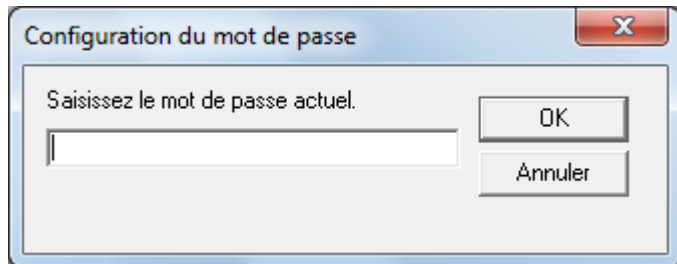 Configuration du mot de passe
Saisissez le mot de passe actuel.
OK
Annuler